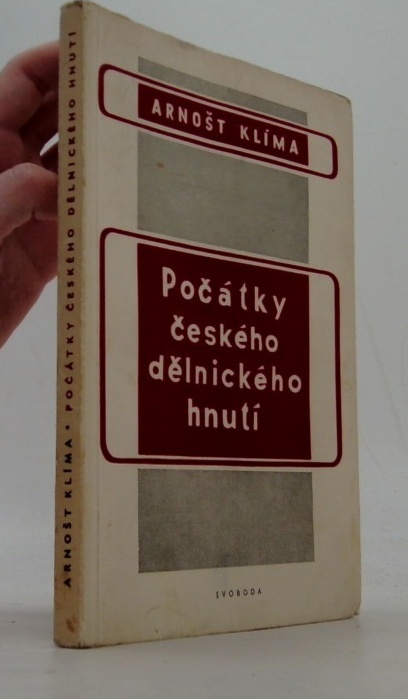 ARNOŠT KLÍMA • POČÁTKY ČESKÉHO DĚLNICKÉHO HNUTÍ
ARNOŠT KLÍMA
Počátky
českého
dělnického
hnutí
SVOBODA